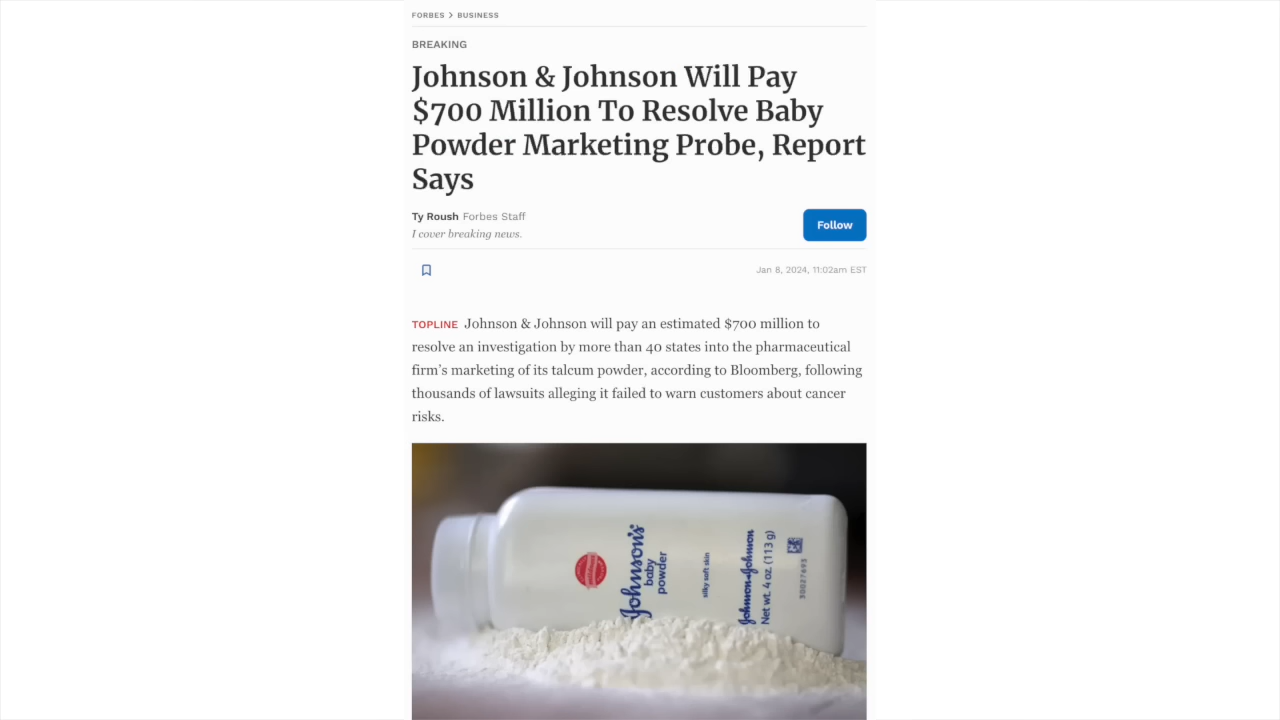 FORBES > BUSINESS
BREAKING
Johnson & Johnson Will Pay
$700 Million To Resolve Baby
Powder Marketing Probe, Report
Says
Ty Roush Forbes Staff
I cover breaking news.
Follow
Jan 8, 2024, 11:02am EST
TOPLINE Johnson & Johnson will pay an estimated $700 million to
resolve an investigation by more than 40 states into the pharmaceutical
firm's marketing of its talcum powder, according to Bloomberg, following
thousands of lawsuits alleging it failed to warn customers about cancer
risks.
Johnson's
baby
powder
silky soft skin
Johnson & Johnson
Net wt. 4 oz. (113 g)